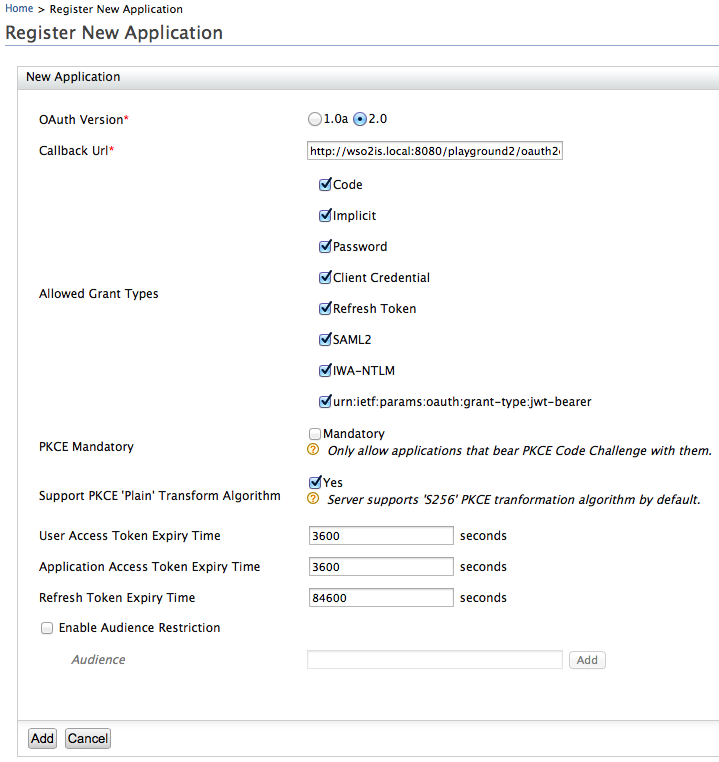 Home > Register New Application
Register New Application
New Application
OAuth Version* 1.0a 2.0
Callback Url* http://wso2is.local:8080/playground2/oauth2
Code
Implicit
Password
Client Credential
Allowed Grant Types
Refresh Token
SAML2
IWA-NTLM
urn:ietf:params:oauth:grant-type:jwt-bearer
PKCE Mandatory
Mandatory
? Only allow applications that bear PKCE Code Challenge with them.
Support PKCE 'Plain' Transform Algorithm
Yes
? Server supports 'S256' PKCE tranformation algorithm by default.
User Access Token Expiry Time 3600 seconds
Application Access Token Expiry Time 3600 seconds
Refresh Token Expiry Time 84600 seconds
Enable Audience Restriction
Audience Add
Add Cancel